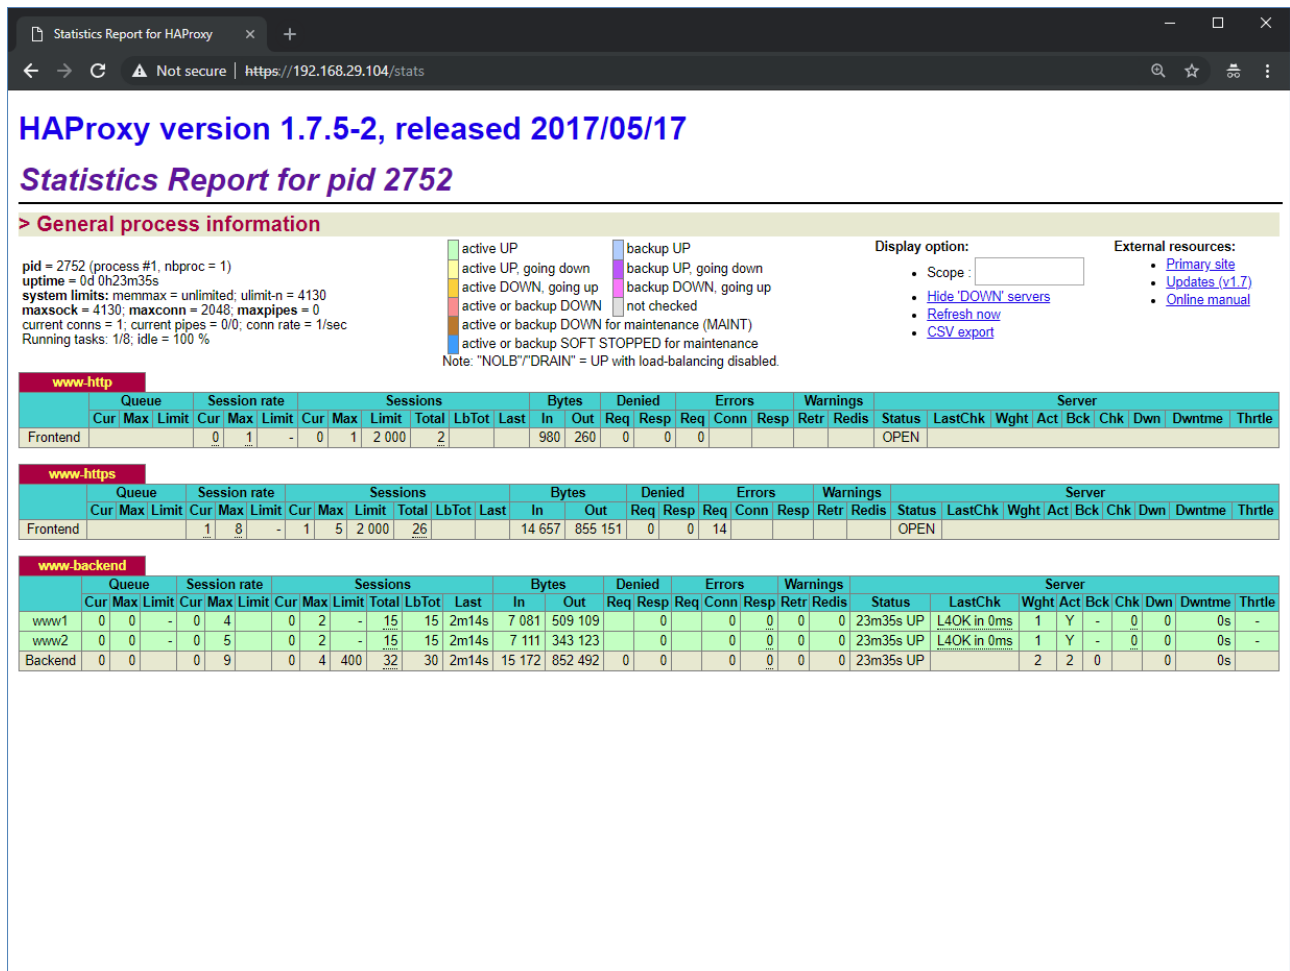 Statistics Report for HAProxy
Not secure | https://192.168.29.104/stats
HAProxy version 1.7.5-2, released 2017/05/17
Statistics Report for pid 2752
> General process information
pid = 2752 (process #1, nbproc = 1)
uptime = 0d 0h23m35s
system limits: memmax = unlimited; ulimit-n = 4130
maxsock = 4130; maxconn = 2048; maxpipes = 0
current conns = 1; current pipes = 0/0; conn rate = 1/sec
Running tasks: 1/8; idle = 100 %
active UP backup UP
active UP, going down backup UP, going down
active DOWN, going up backup DOWN, going up
active or backup DOWN not checked
active or backup DOWN for maintenance (MAINT)
active or backup SOFT STOPPED for maintenance
Note: "NOLB"/"DRAIN" = UP with load-balancing disabled.
Display option:
Scope :
Hide 'DOWN' servers
Refresh now
CSV export
External resources:
Primary site
Updates (v1.7)
Online manual
www-http
Queue Session rate Sessions Bytes Denied Errors Warnings Server
Cur Max Limit Cur Max Limit Cur Max Limit Total LbTot Last In Out Req Resp Req Conn Resp Retr Redis Status LastChk Wght Act Bck Chk Dwn Dwntme Thrtle
Frontend 0 1 - 0 1 2 000 2 980 260 0 0 0 OPEN
www-https
Queue Session rate Sessions Bytes Denied Errors Warnings Server
Cur Max Limit Cur Max Limit Cur Max Limit Total LbTot Last In Out Req Resp Req Conn Resp Retr Redis Status LastChk Wght Act Bck Chk Dwn Dwntme Thrtle
Frontend 1 8 - 1 5 2 000 26 14 657 855 151 0 0 14 OPEN
www-backend
Queue Session rate Sessions Bytes Denied Errors Warnings Server
Cur Max Limit Cur Max Limit Cur Max Limit Total LbTot Last In Out Req Resp Req Conn Resp Retr Redis Status LastChk Wght Act Bck Chk Dwn Dwntme Thrtle
www1 0 0 - 0 4 0 2 - 15 15 2m14s 7 081 509 109 0 0 0 0 0 23m35s UP L4OK in 0ms 1 Y - 0 0 0s -
www2 0 0 - 0 5 0 2 - 15 15 2m14s 7 111 343 123 0 0 0 0 0 23m35s UP L4OK in 0ms 1 Y - 0 0 0s -
Backend 0 0 0 9 0 4 400 32 30 2m14s 15 172 852 492 0 0 0 0 0 0 23m35s UP 2 2 0 0 0s